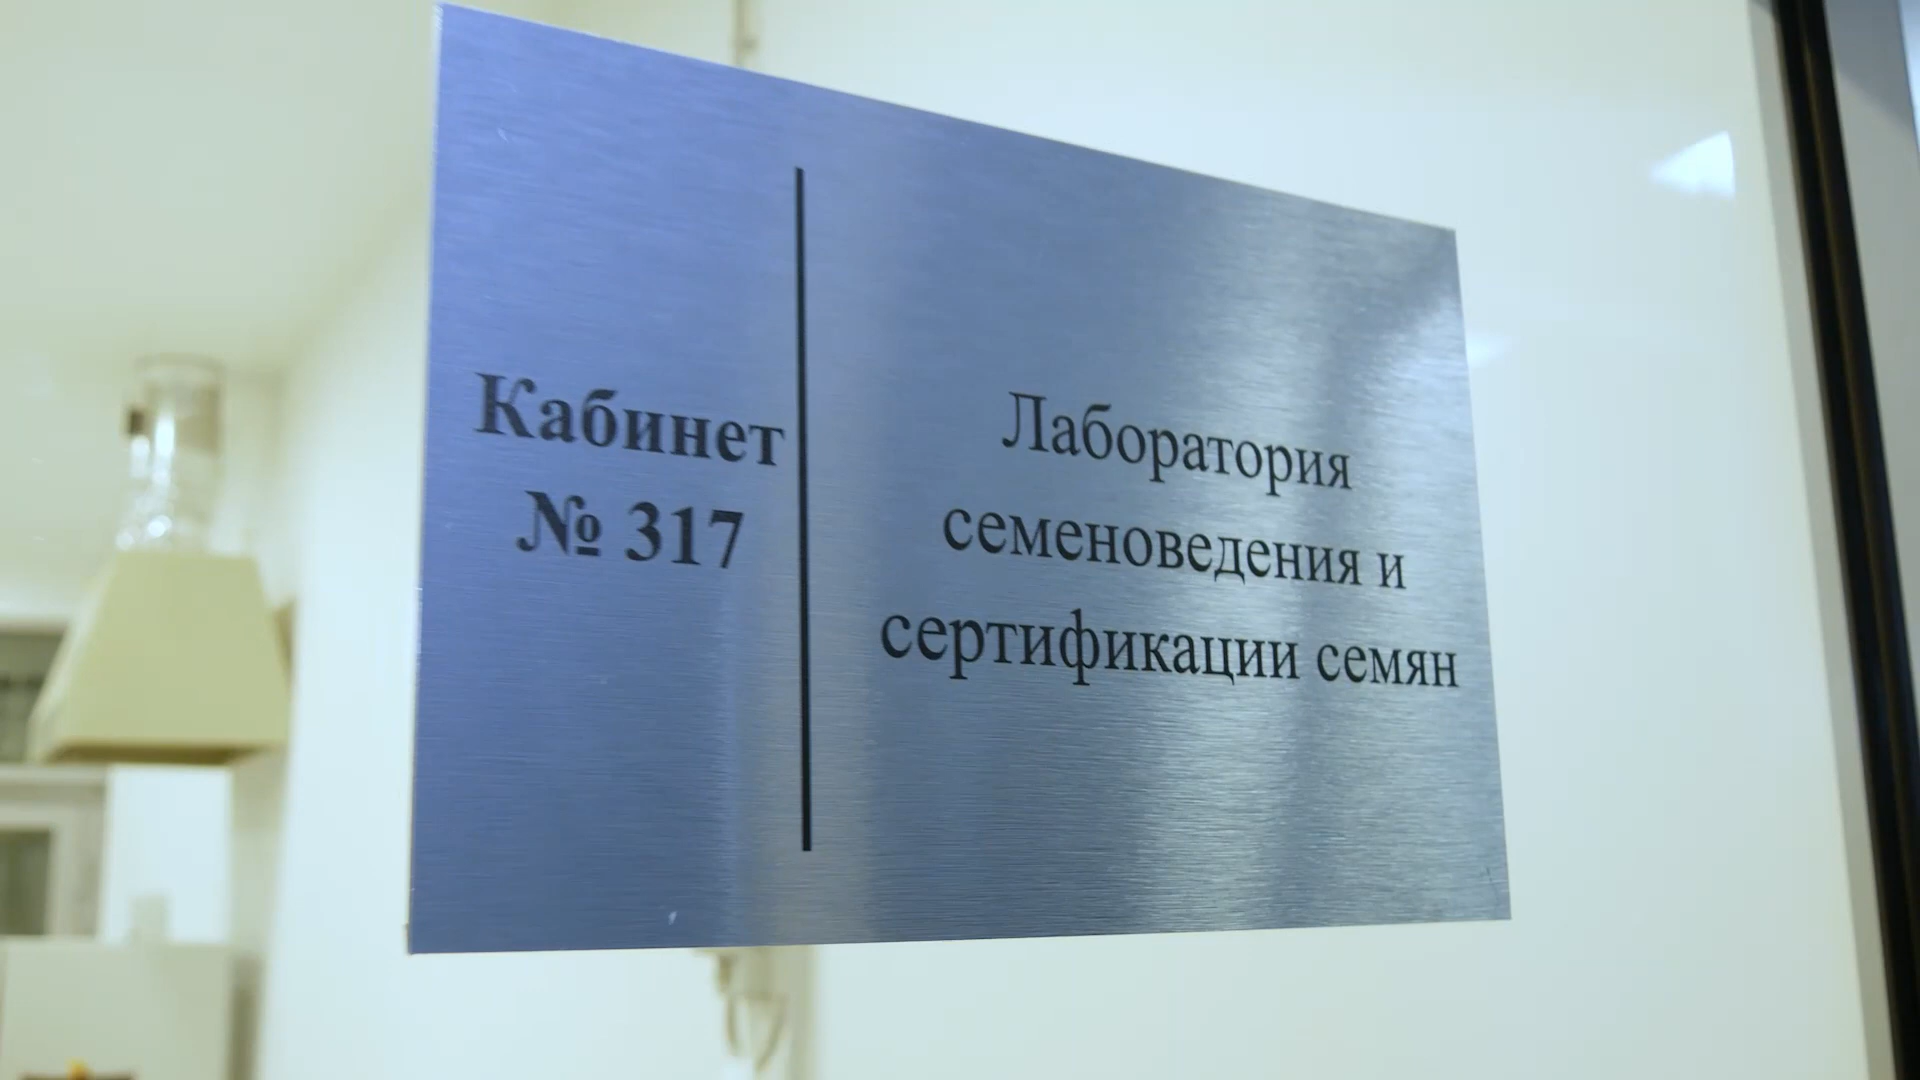 Кабинет
№ 317
Лаборатория
семеноведения и
сертификации семян